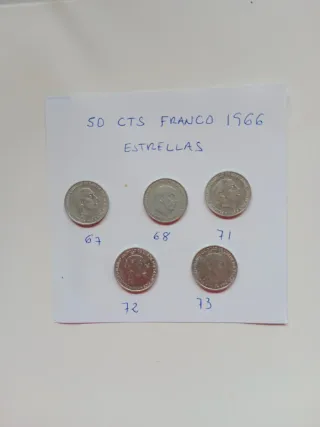 50 CTS FRANCO 1966
ESTRELLAS
67 68 71
72 73